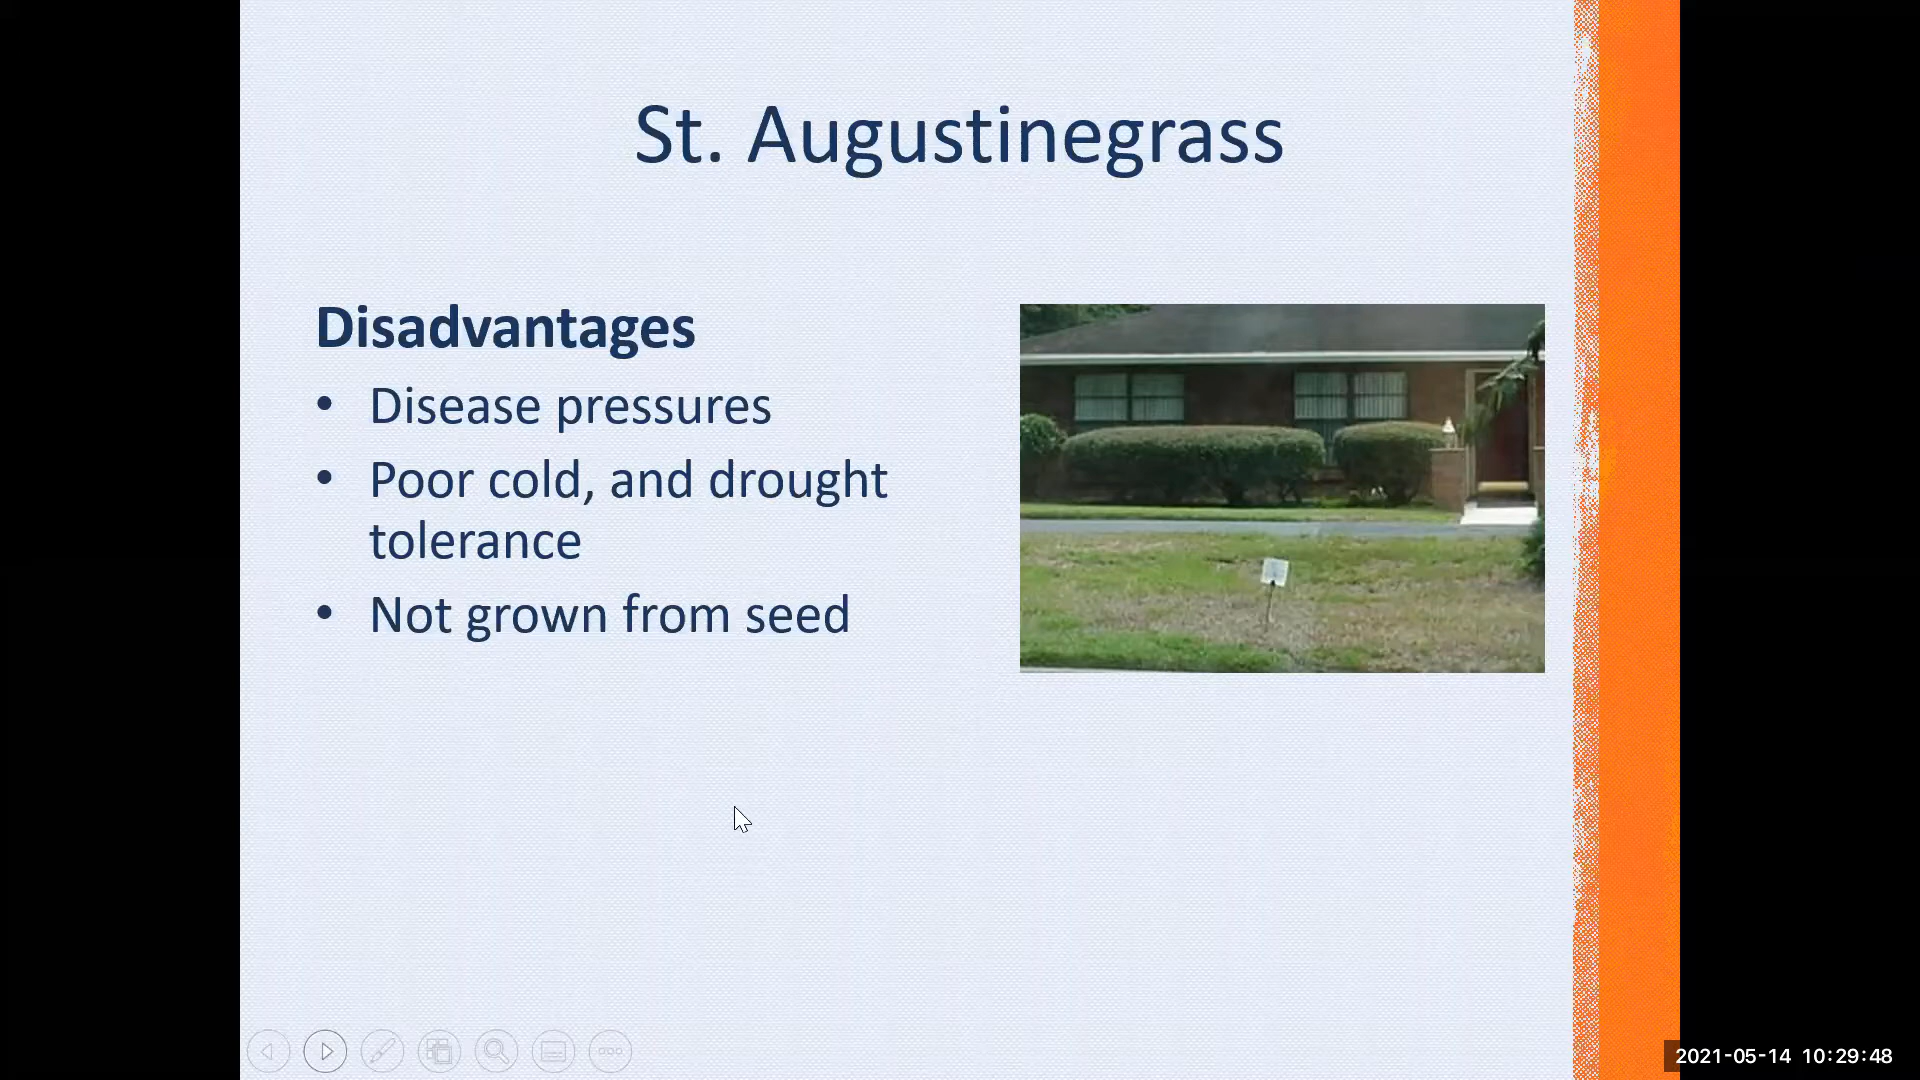 St. Augustinegrass
Disadvantages
• Disease pressures
• Poor cold, and drought
tolerance
• Not grown from seed
2021-05-14 10:29:48